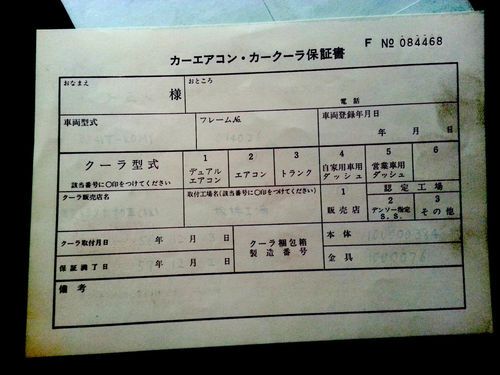 F № 084468
カーエアコン・カークーラ保証書
おなまえ
様
おところ
電話
車両型式
フレーム№
車両登録年月日
年 月 日
クーラ型式
該当番号に○印をつけてください
1
デュアル
エアコン
2
エアコン
3
トランク
4
自家用車用
ダッシュ
5
営業車用
ダッシュ
6
クーラ販売店名
取付工場名(該当番号に○印をつけてください)
1
販売店
認定工場
2
デンソー指定
S.S.
3
その他
クーラ取付月日
年 月 日
保証満了日
年 月 日
クーラ梱包箱
製造番号
本体
金具
備考